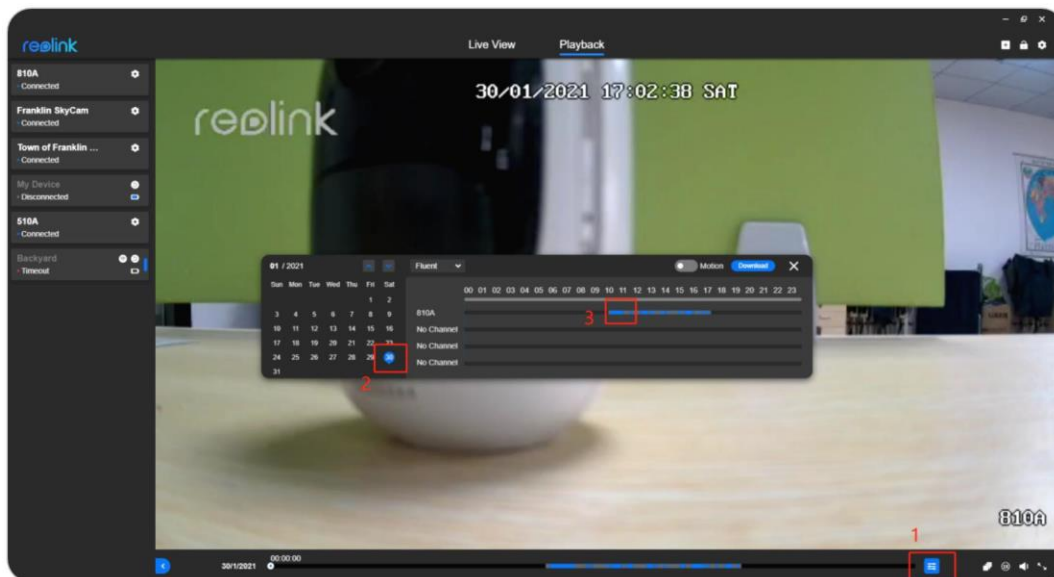 reolink
Live View Playback
810A
Connected
Franklin SkyCam
Connected
Town of Franklin ...
Connected
My Device
Disconnected
510A
Connected
Backyard
Timeout
30/01/2021 17:02:38 SAT
reolink
01 / 2021
Sun Mon Tue Wed Thu Fri Sat
1 2
3 4 5 6 7 8 9
10 11 12 13 14 15 16
17 18 19 20 21 22 23
24 25 26 27 28 29 30
31
2
Fluent Motion Download
00 01 02 03 04 05 06 07 08 09 10 11 12 13 14 15 16 17 18 19 20 21 22 23
810A
3
No Channel
No Channel
No Channel
810A
1
30/1/2021 00:00:00